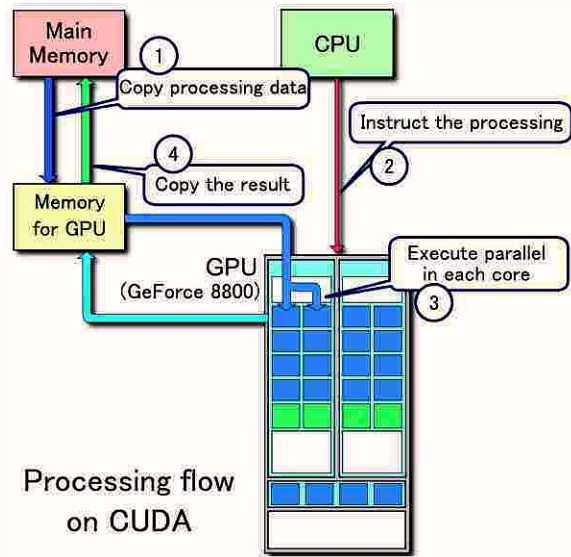 Main
Memory
CPU
1
Copy processing data
Instruct the processing
2
4
Copy the result
Memory
for GPU
GPU
(GeForce 8800)
Execute parallel
in each core
3
Processing flow
on CUDA